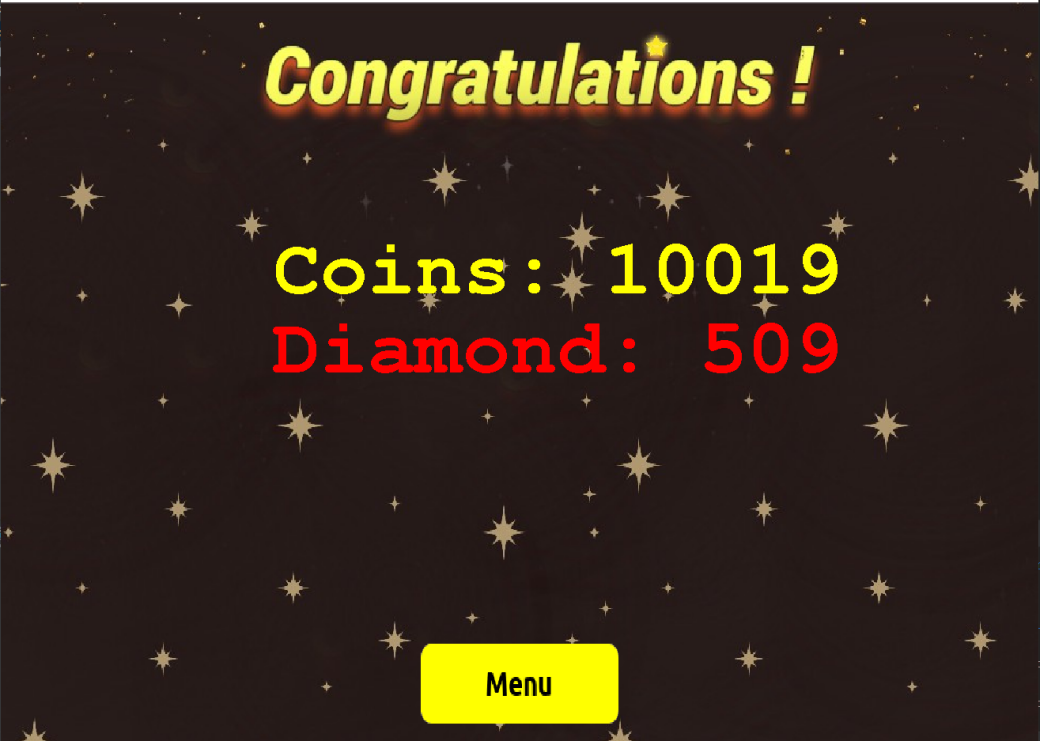 Congratulations !
Coins: 10019
Diamond: 509
Menu